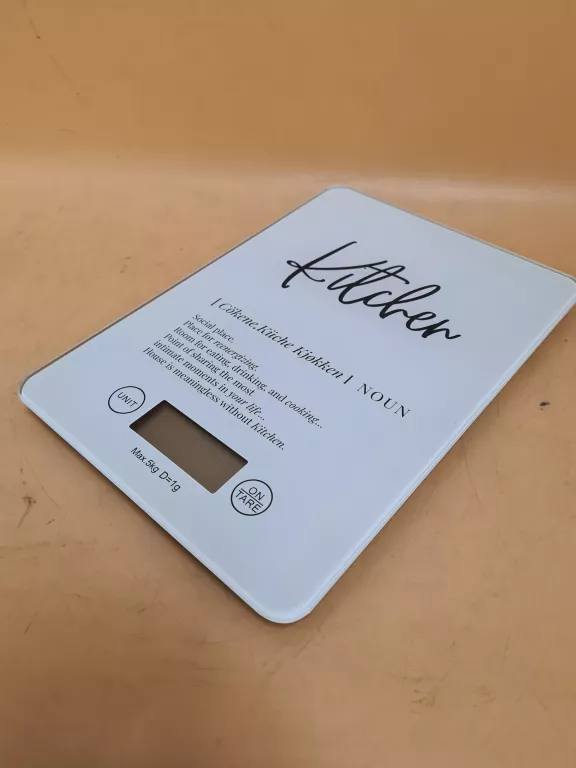 Kitchen
[ Cökene, Küche Kjøkken ] NOUN
Social place.
Place for reenergizing.
Room for eating, drinking, and cooking...
Point of sharing the most
intimate moments in your life...
House is meaningless without Kitchen.
UNIT
Max.5kg D=1g
ON
TARE